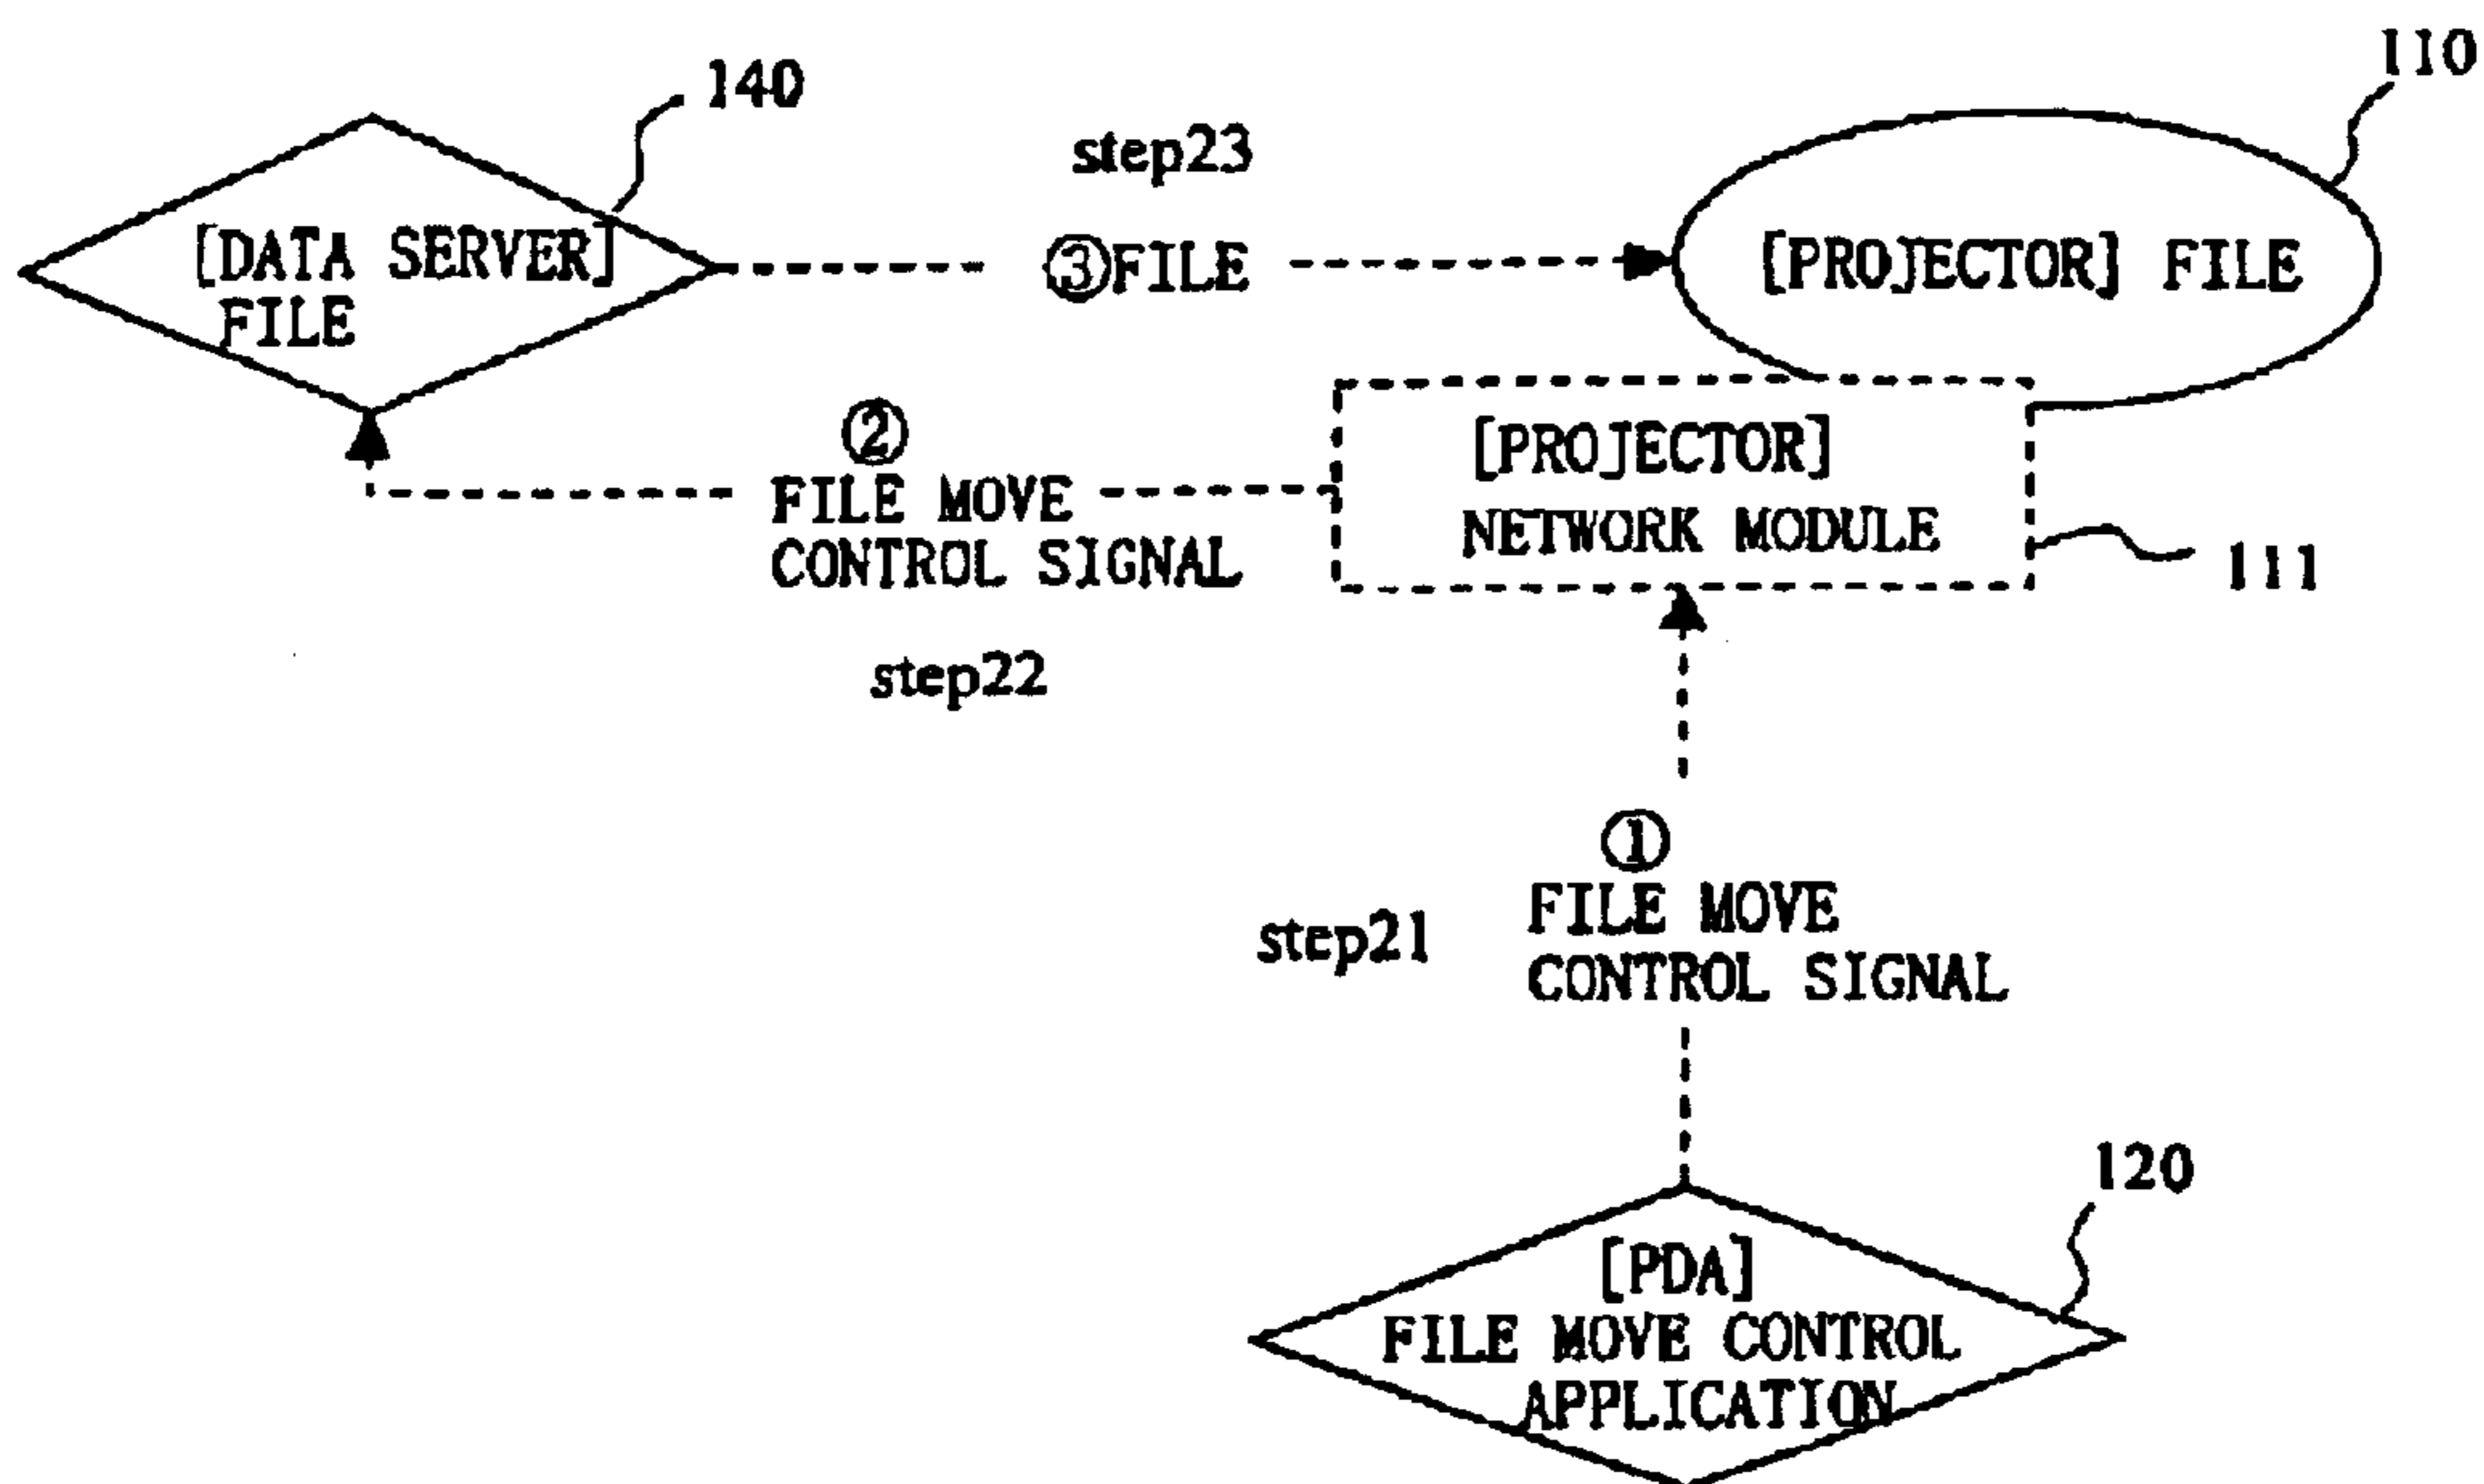 140
110
step23
[DATA SERVER]
FILE
③FILE
[PROJECTOR] FILE
②
FILE MOVE
CONTROL SIGNAL
step22
[PROJECTOR]
NETWORK MODULE
111
①
FILE MOVE
CONTROL SIGNAL
step21
120
[PDA]
FILE MOVE CONTROL
APPLICATION